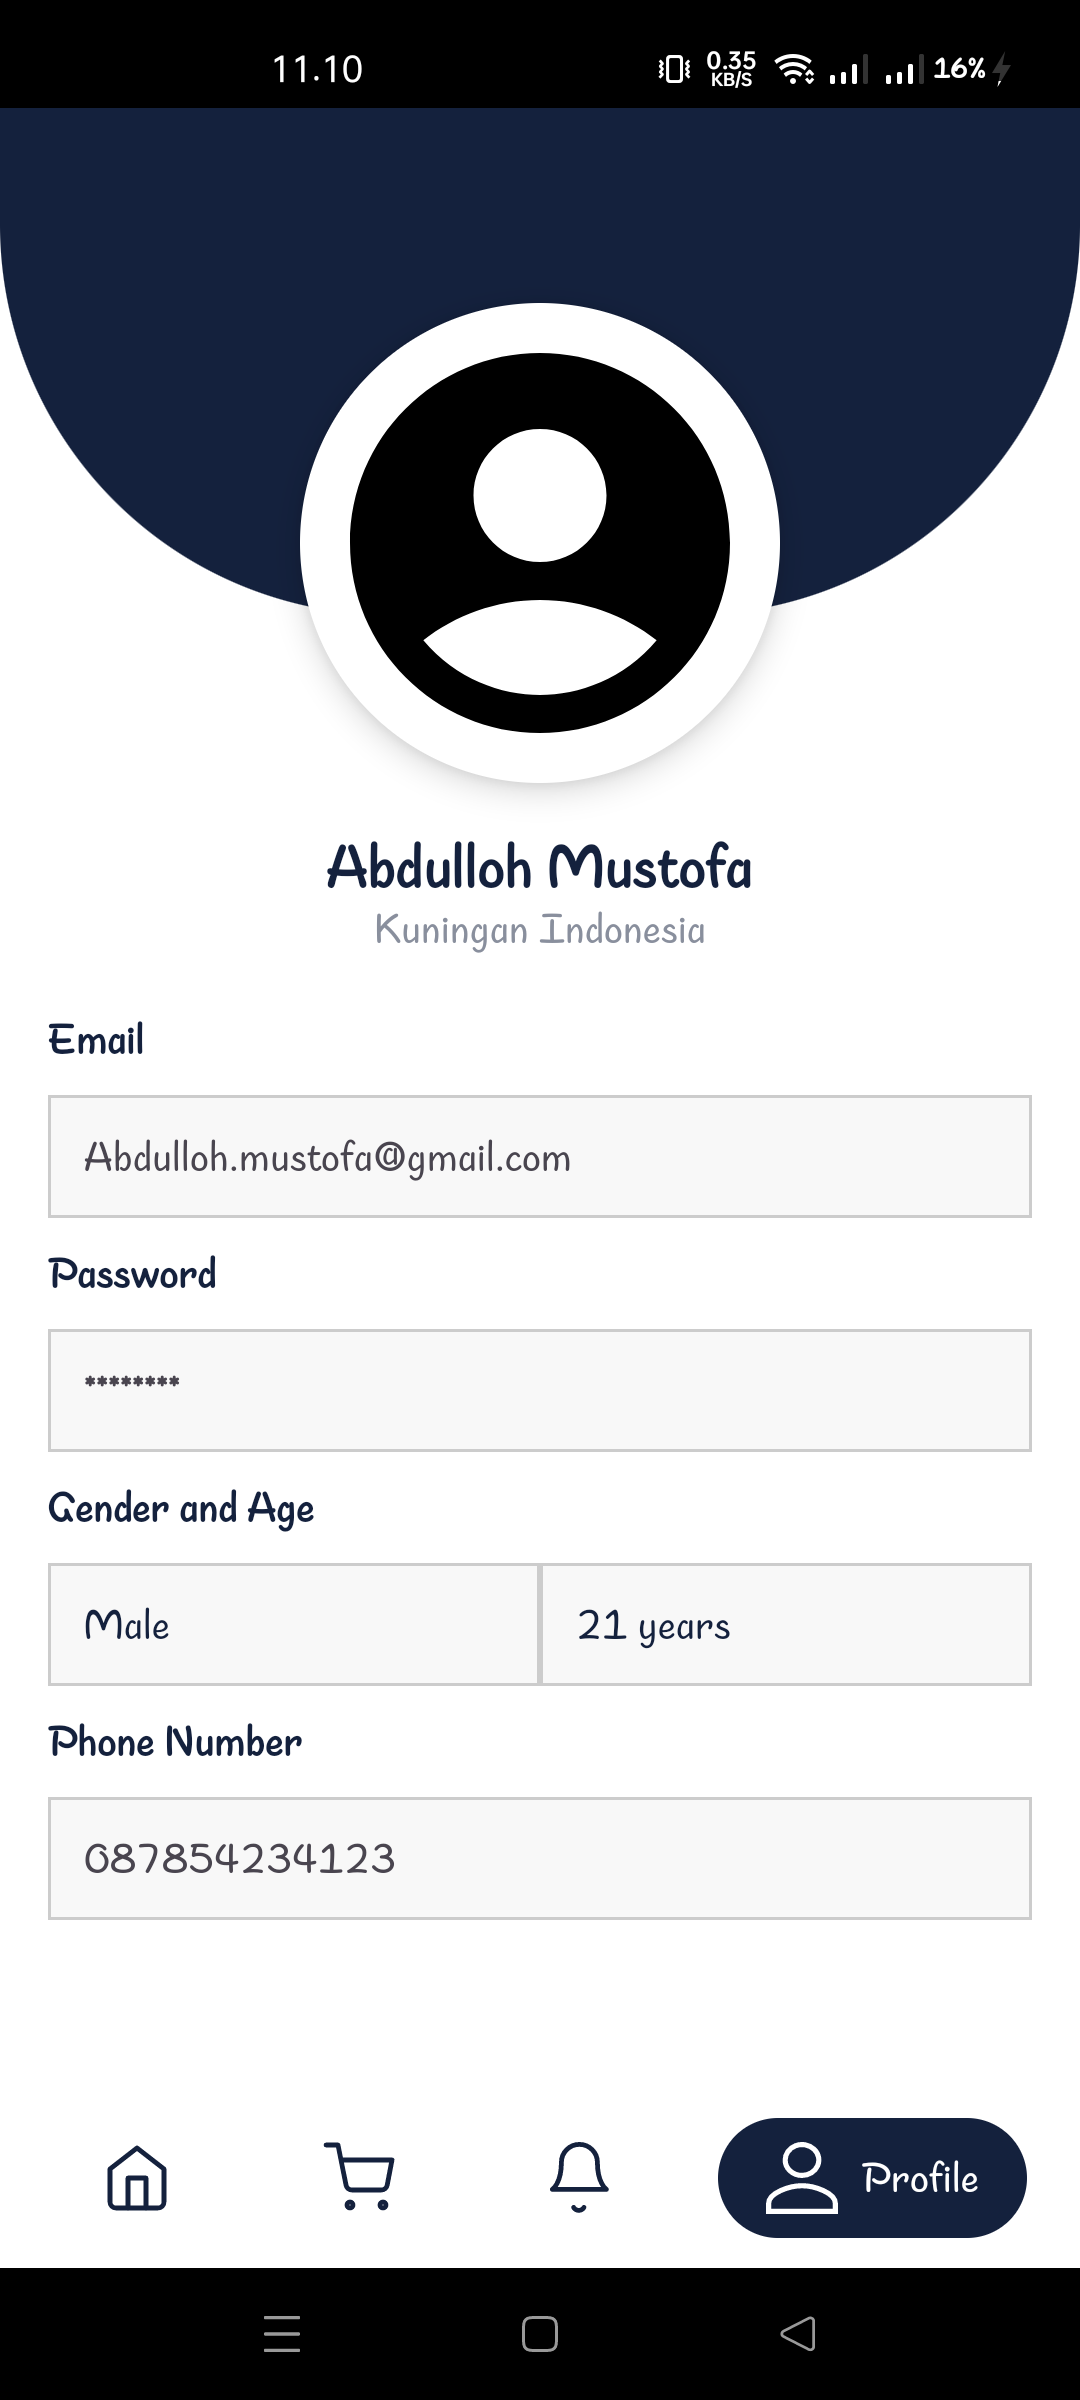 11.10 0.35 KB/S 16%
Abdulloh Mustofa
Kuningan Indonesia
Email
Abdulloh.mustofa@gmail.com
Password
********
Gender and Age
Male 21 years
Phone Number
087854234123
Profile